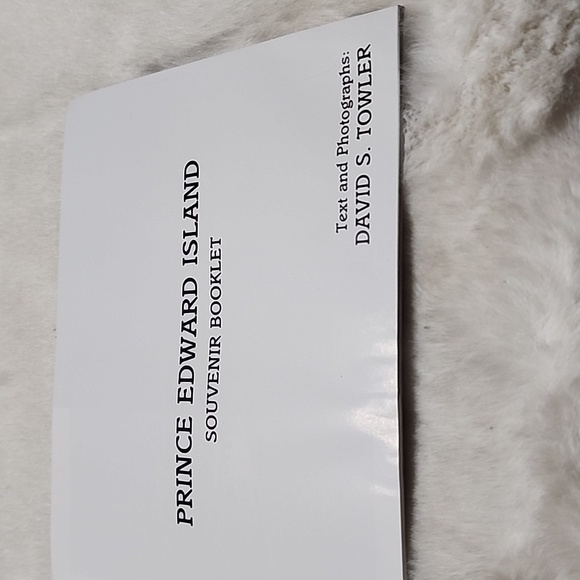 PRINCE EDWARD ISLAND
SOUVENIR BOOKLET
Text and Photographs:
DAVID S. TOWLER